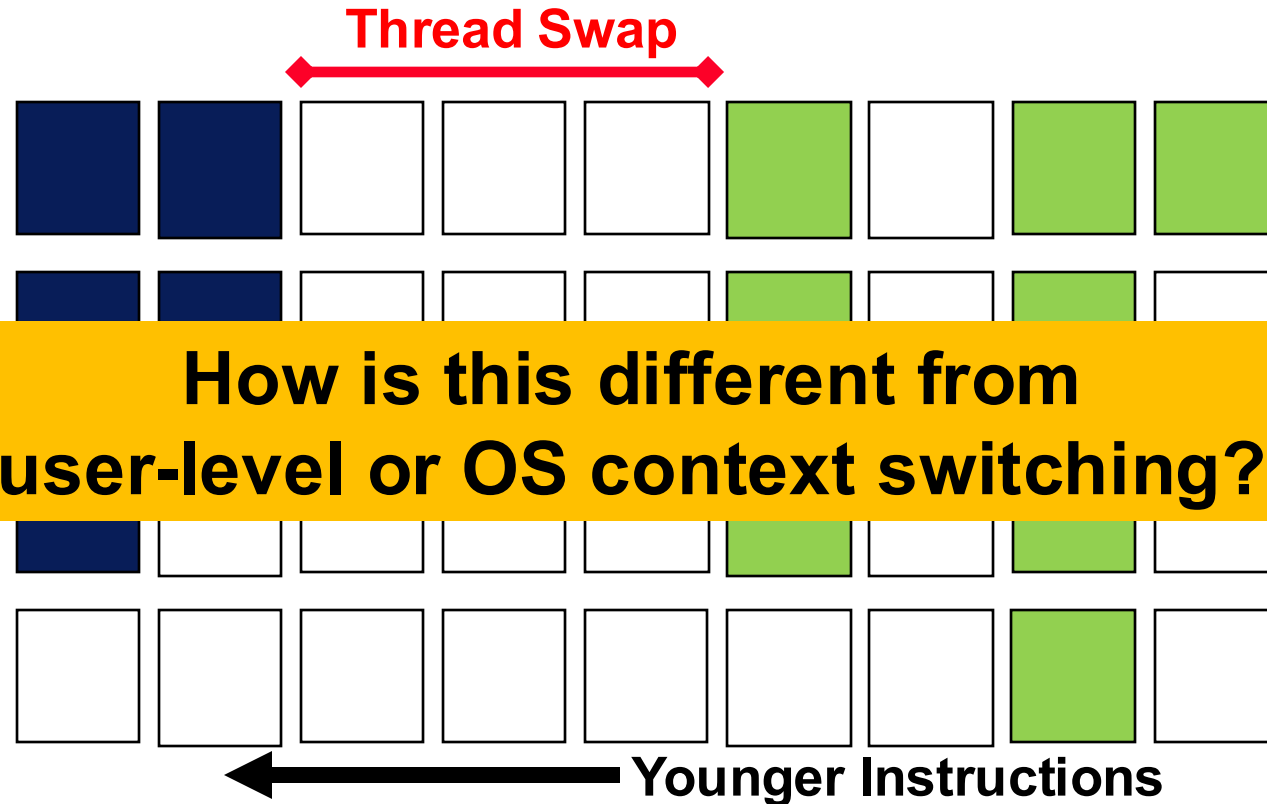 Thread Swap
How is this different from
user-level or OS context switching?
Younger Instructions